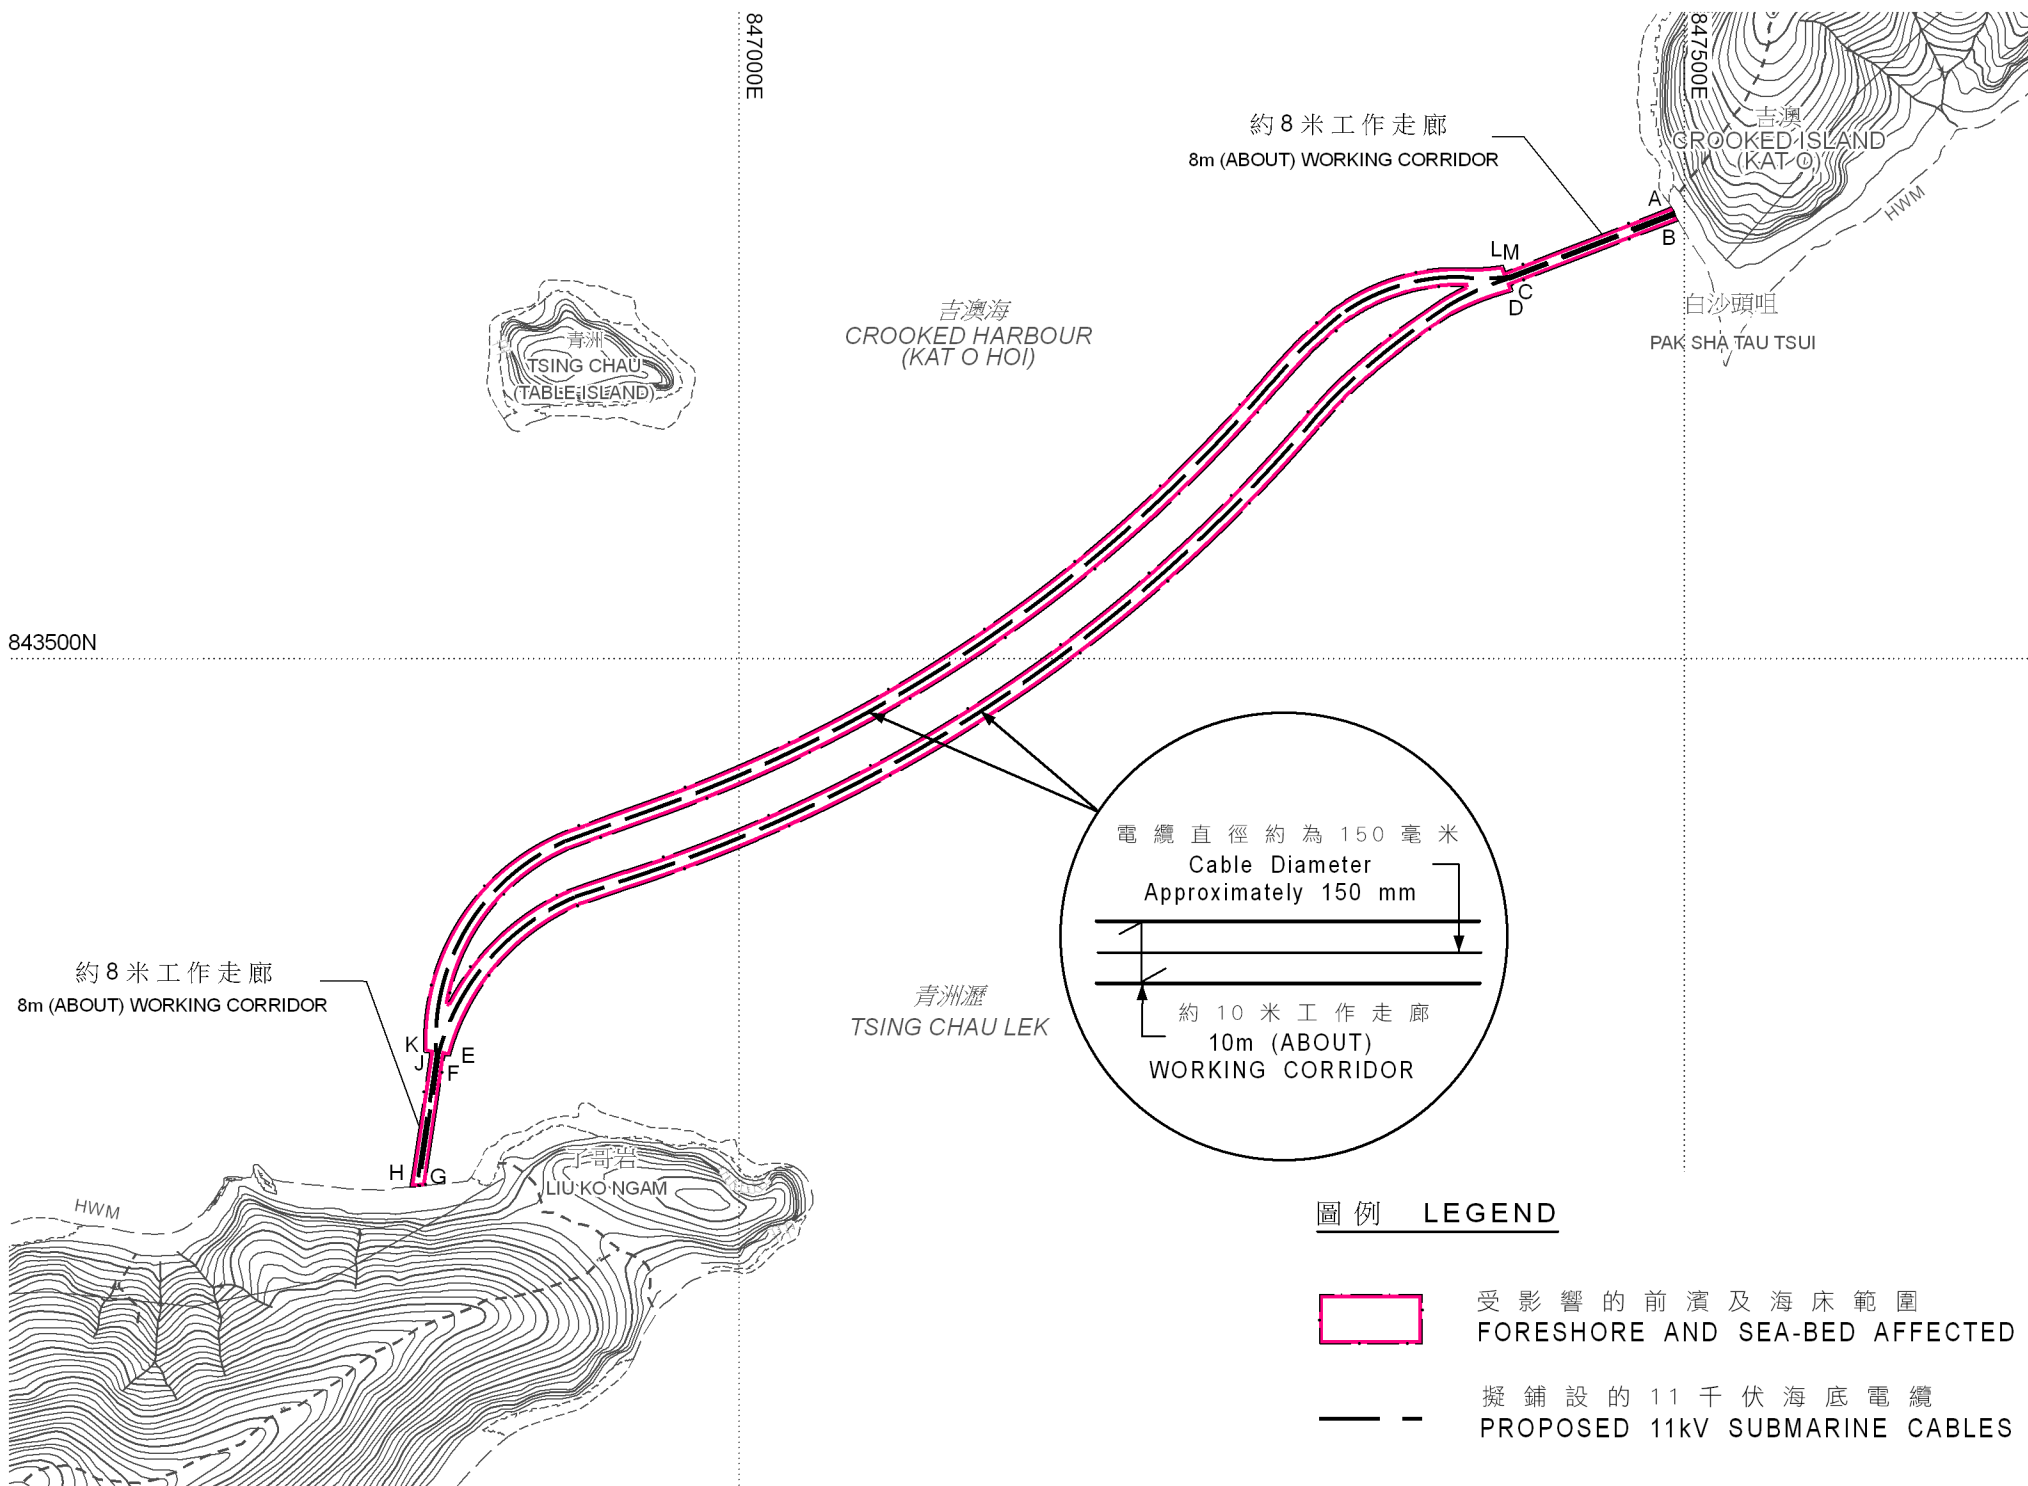 847000E
847500E
約8米工作走廊
8m (ABOUT) WORKING CORRIDOR
吉澳
CROOKED ISLAND
(KAT O)
HWM
A
B
L M
C
D
白沙頭咀
PAK SHA TAU TSUI
吉澳海
CROOKED HARBOUR
(KAT O HOI)
青洲
TSING CHAU
(TABLE ISLAND)
843500N
電纜直徑約為150毫米
Cable Diameter
Approximately 150 mm
約10米工作走廊
10m (ABOUT)
WORKING CORRIDOR
約8米工作走廊
8m (ABOUT) WORKING CORRIDOR
青洲瀝
TSING CHAU LEK
K
J
E
F
H
G
了哥岩
LIU KO NGAM
HWM
圖例 LEGEND
受影響的前濱及海床範圍
FORESHORE AND SEA-BED AFFECTED
擬鋪設的11千伏海底電纜
PROPOSED 11kV SUBMARINE CABLES